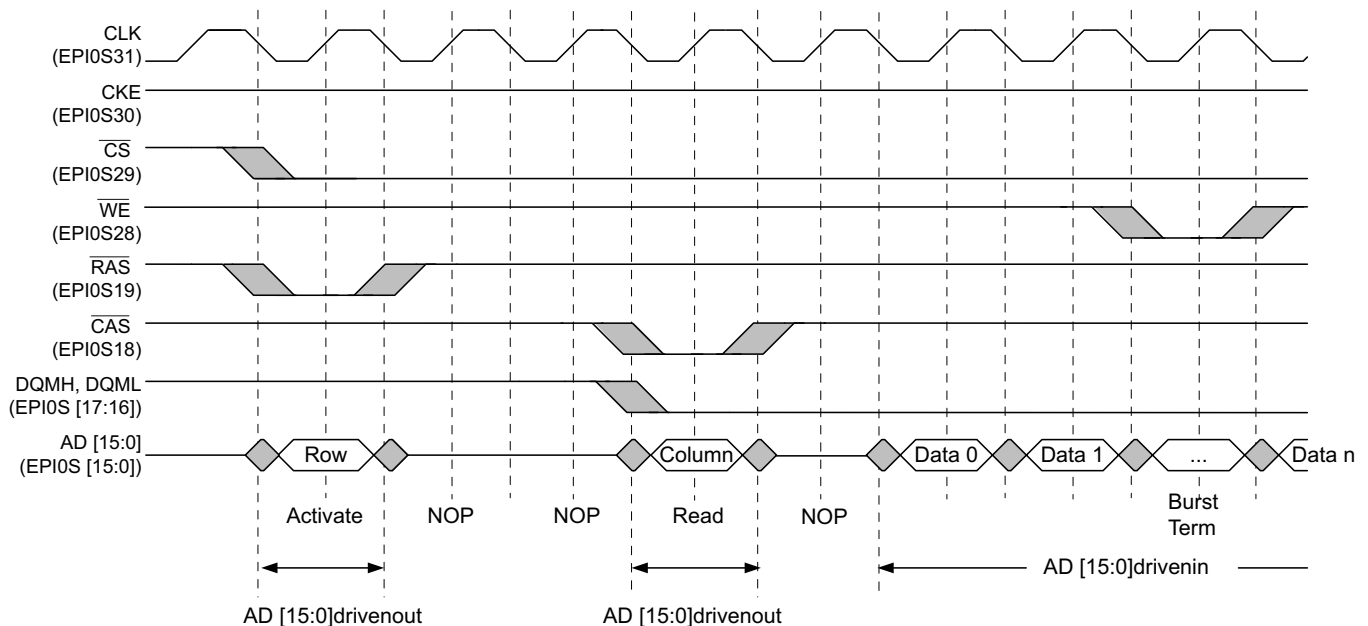 CLK
(EPI0S31)
CKE
(EPI0S30)
CS
(EPI0S29)
WE
(EPI0S28)
RAS
(EPI0S19)
CAS
(EPI0S18)
DQMH, DQML
(EPI0S [17:16])
AD [15:0]
(EPI0S [15:0])
Row
Column
Data 0
Data 1
...
Data n
Activate
NOP
NOP
Read
NOP
Burst
Term
AD [15:0]drivenin
AD [15:0]drivenout
AD [15:0]drivenout